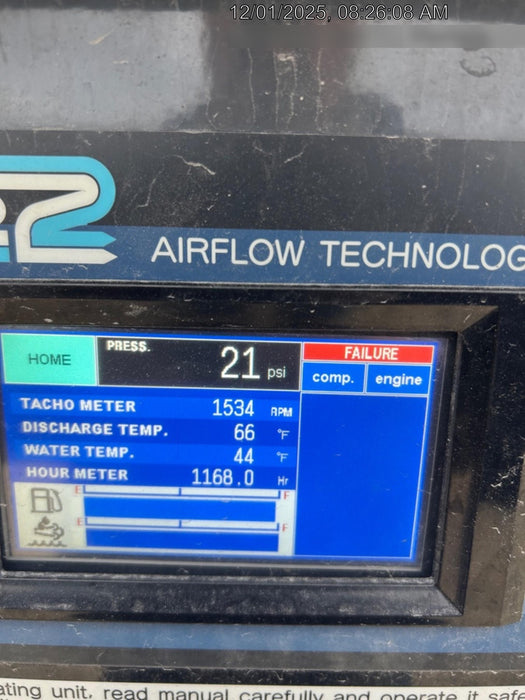 12/01/2025, 08:26:08 AM
AIRFLOW TECHNOLOG
HOME
PRESS.
21 psi
FAILURE
comp. engine
TACHO METER 1534 RPM
DISCHARGE TEMP. 66 °F
WATER TEMP. 44 °F
HOUR METER 1168.0 Hr
E F
E F
ating unit, read manual carefully and operate it safe